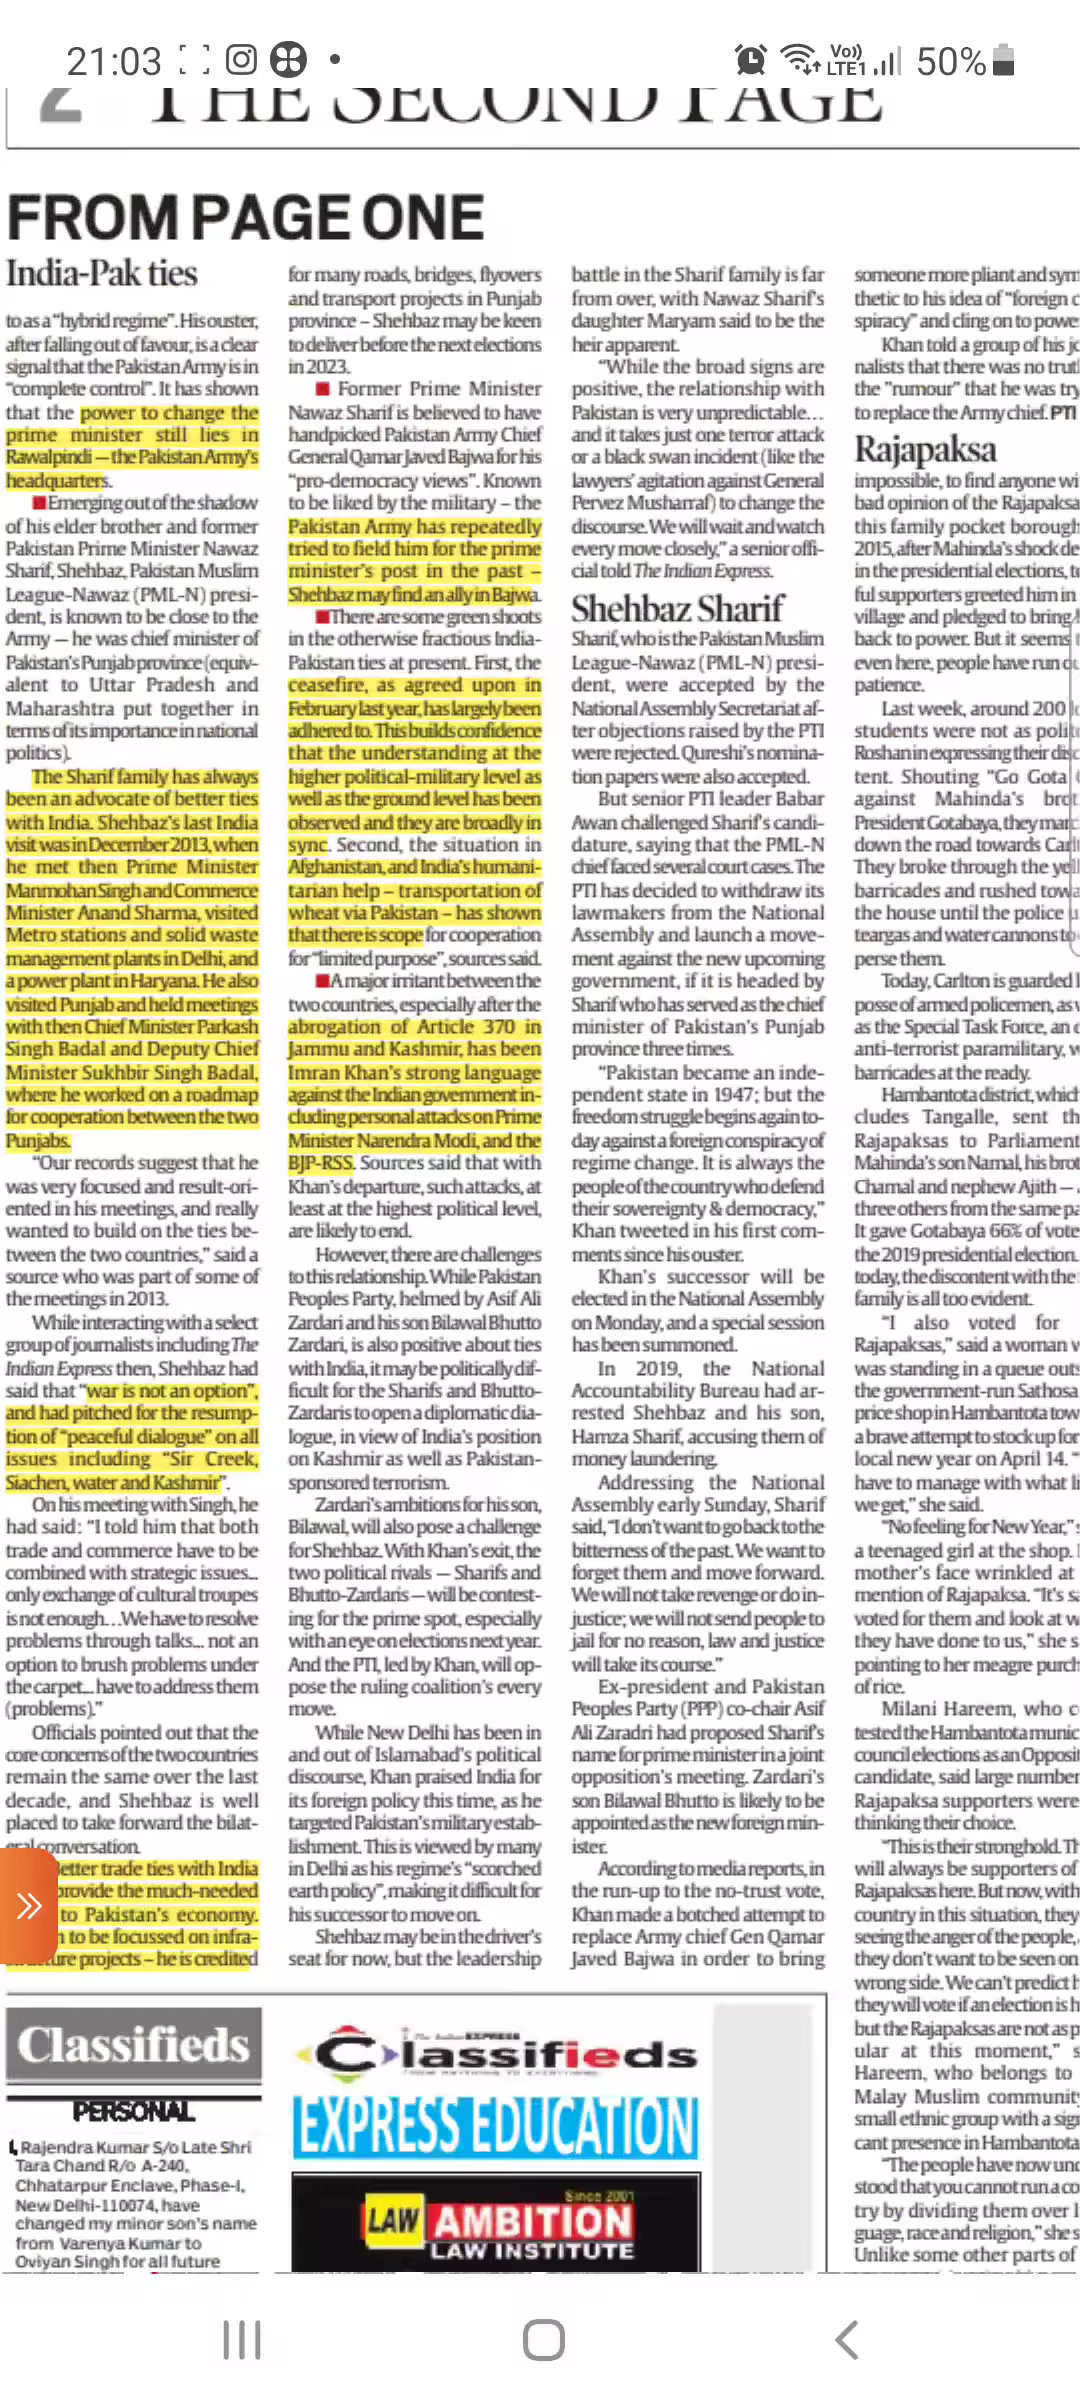 21:03
Vo))
LTE1
50%
2 THE SECOND PAGE
FROM PAGE ONE
India-Pak ties
to as a “hybrid regime”. His ouster,
after falling out of favour, is a clear
signal that the Pakistan Army is in
“complete control”. It has shown
that the power to change the
prime minister still lies in
Rawalpindi — the Pakistan Army's
headquarters.
■ Emerging out of the shadow
of his elder brother and former
Pakistan Prime Minister Nawaz
Sharif, Shehbaz, Pakistan Muslim
League-Nawaz (PML-N) presi-
dent, is known to be close to the
Army — he was chief minister of
Pakistan's Punjab province (equiv-
alent to Uttar Pradesh and
Maharashtra put together in
terms of its importance in national
politics).
The Sharif family has always
been an advocate of better ties
with India. Shehbaz's last India
visit was in December 2013, when
he met then Prime Minister
Manmohan Singh and Commerce
Minister Anand Sharma, visited
Metro stations and solid waste
management plants in Delhi, and
a power plant in Haryana. He also
visited Punjab and held meetings
with then Chief Minister Parkash
Singh Badal and Deputy Chief
Minister Sukhbir Singh Badal,
where he worked on a roadmap
for cooperation between the two
Punjabs.
“Our records suggest that he
was very focused and result-ori-
ented in his meetings, and really
wanted to build on the ties be-
tween the two countries,” said a
source who was part of some of
the meetings in 2013.
While interacting with a select
group of journalists including The
Indian Express then, Shehbaz had
said that “war is not an option”,
and had pitched for the resump-
tion of “peaceful dialogue” on all
issues including “Sir Creek,
Siachen, water and Kashmir”.
On his meeting with Singh, he
had said: “I told him that both
trade and commerce have to be
combined with strategic issues...
only exchange of cultural troupes
is not enough... We have to resolve
problems through talks... not an
option to brush problems under
the carpet... have to address them
(problems).”
Officials pointed out that the
core concerns of the two countries
remain the same over the last
decade, and Shehbaz is well
placed to take forward the bilat-
eral conversation.
etter trade ties with India
provide the much-needed
to Pakistan's economy.
n to be focussed on infra-
ure projects – he is credited
for many roads, bridges, flyovers
and transport projects in Punjab
province – Shehbaz may be keen
to deliver before the next elections
in 2023.
■ Former Prime Minister
Nawaz Sharif is believed to have
handpicked Pakistan Army Chief
General Qamar Javed Bajwa for his
“pro-democracy views”. Known
to be liked by the military – the
Pakistan Army has repeatedly
tried to field him for the prime
minister's post in the past –
Shehbaz may find an ally in Bajwa.
■ There are some green shoots
in the otherwise fractious India-
Pakistan ties at present. First, the
ceasefire, as agreed upon in
February last year, has largely been
adhered to. This builds confidence
that the understanding at the
higher political-military level as
well as the ground level has been
observed and they are broadly in
sync. Second, the situation in
Afghanistan, and India's humani-
tarian help – transportation of
wheat via Pakistan – has shown
that there is scope for cooperation
for “limited purpose”, sources said.
■ A major irritant between the
two countries, especially after the
abrogation of Article 370 in
Jammu and Kashmir, has been
Imran Khan's strong language
against the Indian government in-
cluding personal attacks on Prime
Minister Narendra Modi, and the
BJP-RSS. Sources said that with
Khan's departure, such attacks, at
least at the highest political level,
are likely to end.
However, there are challenges
to this relationship. While Pakistan
Peoples Party, helmed by Asif Ali
Zardari and his son Bilawal Bhutto
Zardari, is also positive about ties
with India, it may be politically dif-
ficult for the Sharifs and Bhutto-
Zardaris to open a diplomatic dia-
logue, in view of India's position
on Kashmir as well as Pakistan-
sponsored terrorism.
Zardari's ambitions for his son,
Bilawal, will also pose a challenge
for Shehbaz. With Khan's exit, the
two political rivals — Sharifs and
Bhutto-Zardaris — will be contest-
ing for the prime spot, especially
with an eye on elections next year.
And the PTI, led by Khan, will op-
pose the ruling coalition's every
move.
While New Delhi has been in
and out of Islamabad's political
discourse, Khan praised India for
its foreign policy this time, as he
targeted Pakistan's military estab-
lishment. This is viewed by many
in Delhi as his regime's “scorched
earth policy”, making it difficult for
his successor to move on.
Shehbaz may be in the driver's
seat for now, but the leadership
battle in the Sharif family is far
from over, with Nawaz Sharif's
daughter Maryam said to be the
heir apparent.
“While the broad signs are
positive, the relationship with
Pakistan is very unpredictable...
and it takes just one terror attack
or a black swan incident (like the
lawyers' agitation against General
Pervez Musharraf) to change the
discourse. We will wait and watch
every move closely,” a senior offi-
cial told The Indian Express.
Shehbaz Sharif
Sharif, who is the Pakistan Muslim
League-Nawaz (PML-N) presi-
dent, were accepted by the
National Assembly Secretariat af-
ter objections raised by the PTI
were rejected. Qureshi's nomina-
tion papers were also accepted.
But senior PTI leader Babar
Awan challenged Sharif's candi-
dature, saying that the PML-N
chief faced several court cases. The
PTI has decided to withdraw its
lawmakers from the National
Assembly and launch a move-
ment against the new upcoming
government, if it is headed by
Sharif who has served as the chief
minister of Pakistan's Punjab
province three times.
“Pakistan became an inde-
pendent state in 1947; but the
freedom struggle begins again to-
day against a foreign conspiracy of
regime change. It is always the
people of the country who defend
their sovereignty & democracy,”
Khan tweeted in his first com-
ments since his ouster.
Khan's successor will be
elected in the National Assembly
on Monday, and a special session
has been summoned.
In 2019, the National
Accountability Bureau had ar-
rested Shehbaz and his son,
Hamza Sharif, accusing them of
money laundering.
Addressing the National
Assembly early Sunday, Sharif
said, “I don't want to go back to the
bitterness of the past. We want to
forget them and move forward.
We will not take revenge or do in-
justice; we will not send people to
jail for no reason, law and justice
will take its course.”
Ex-president and Pakistan
Peoples Party (PPP) co-chair Asif
Ali Zaradri had proposed Sharif's
name for prime minister in a joint
opposition's meeting. Zardari's
son Bilawal Bhutto is likely to be
appointed as the new foreign min-
ister.
According to media reports, in
the run-up to the no-trust vote,
Khan made a botched attempt to
replace Army chief Gen Qamar
Javed Bajwa in order to bring
someone more pliant and sym
thetic to his idea of “foreign c
spiracy” and cling on to powe
Khan told a group of his jo
nalists that there was no trut
the "rumour" that he was try
to replace the Army chief. PTI
Rajapaksa
impossible, to find anyone wi
bad opinion of the Rajapaksa
this family pocket borough
2015, after Mahinda's shock de
in the presidential elections, t
ful supporters greeted him in
village and pledged to bring
back to power. But it seems
even here, people have run o
patience.
Last week, around 200
students were not as polit
Roshan in expressing their disc
tent. Shouting “Go Gota
against Mahinda's brot
President Gotabaya, they marc
down the road towards Carl
They broke through the yell
barricades and rushed towa
the house until the police u
teargas and water cannons to
perse them.
Today, Carlton is guarded
posse of armed policemen, as w
as the Special Task Force, an e
anti-terrorist paramilitary, w
barricades at the ready.
Hambantota district, which
cludes Tangalle, sent th
Rajapaksas to Parliament
Mahinda's son Namal, his brot
Chamal and nephew Ajith —
three others from the same pa
It gave Gotabaya 66% of vote
the 2019 presidential election.
today, the discontent with the
family is all too evident.
“I also voted for
Rajapaksas,” said a woman w
was standing in a queue outs
the government-run Sathosa
price shop in Hambantota tow
a brave attempt to stock up for
local new year on April 14. “
have to manage with what li
we get,” she said.
“No feeling for New Year,” s
a teenaged girl at the shop.
mother's face wrinkled at
mention of Rajapaksa. “It's sa
voted for them and look at w
they have done to us,” she s
pointing to her meagre purch
of rice.
Milani Hareem, who c
tested the Hambantota munic
council elections as an Opposit
candidate, said large number
Rajapaksa supporters were
thinking their choice.
“This is their stronghold. Th
will always be supporters of
Rajapaksas here. But now, with
country in this situation, they
seeing the anger of the people,
they don't want to be seen on
wrong side. We can't predict h
they will vote if an election is h
but the Rajapaksas are not as p
ular at this moment,” s
Hareem, who belongs to
Malay Muslim community
small ethnic group with a sign
cant presence in Hambantota
“The people have now und
stood that you cannot run a co
try by dividing them over l
guage, race and religion,” she s
Unlike some other parts of
Classifieds
PERSONAL
I, Rajendra Kumar S/o Late Shri
Tara Chand R/o A-240,
Chhatarpur Enclave, Phase-I,
New Delhi-110074, have
changed my minor son's name
from Varenya Kumar to
Oviyan Singh for all future
The Indian EXPRESS
Classifieds
EXPRESS EDUCATION
Since 2001
LAW AMBITION
LAW INSTITUTE